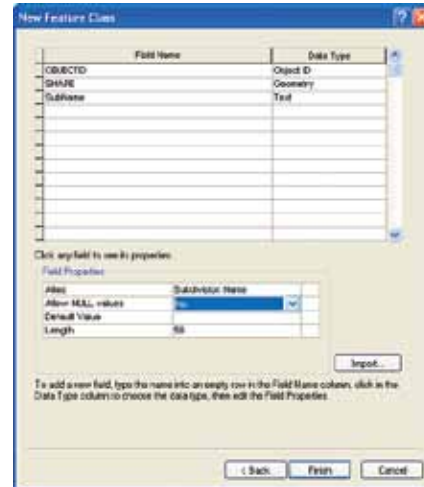 New Feature Class
Field Name Data Type
OBJECTID Object ID
SHAPE Geometry
SubName Text
Click any field to see its properties.
Field Properties
Alias Subdivision Name
Allow NULL values No
Default Value
Length 50
Import...
To add a new field, type the name into an empty row in the Field Name column, click in the
Data Type column to choose the data type, then edit the Field Properties.
< Back Finish Cancel